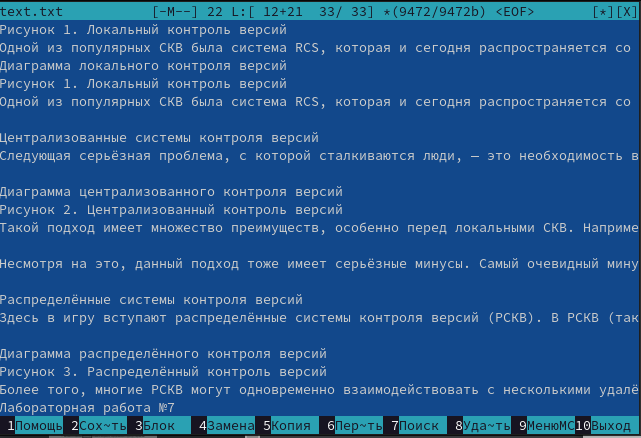 text.txt [-M--] 22 L:[ 12+21 33/ 33] *(9472/9472b) <EOF> [*][X]
Рисунок 1. Локальный контроль версий
Одной из популярных СКВ была система RCS, которая и сегодня распространяется со
Диаграмма локального контроля версий
Рисунок 1. Локальный контроль версий
Одной из популярных СКВ была система RCS, которая и сегодня распространяется со
Централизованные системы контроля версий
Следующая серьёзная проблема, с которой сталкиваются люди, — это необходимость в
Диаграмма централизованного контроля версий
Рисунок 2. Централизованный контроль версий
Такой подход имеет множество преимуществ, особенно перед локальными СКВ. Наприме
Несмотря на это, данный подход тоже имеет серьёзные минусы. Самый очевидный мину
Распределённые системы контроля версий
Здесь в игру вступают распределённые системы контроля версий (РСКВ). В РСКВ (так
Диаграмма распределённого контроля версий
Рисунок 3. Распределённый контроль версий
Более того, многие РСКВ могут одновременно взаимодействовать с несколькими удалё
Лабораторная работа №7
1Помощь 2Сох~ть 3Блок 4Замена 5Копия 6Пер~ть 7Поиск 8Уда~ть 9МенюMC 10Выход